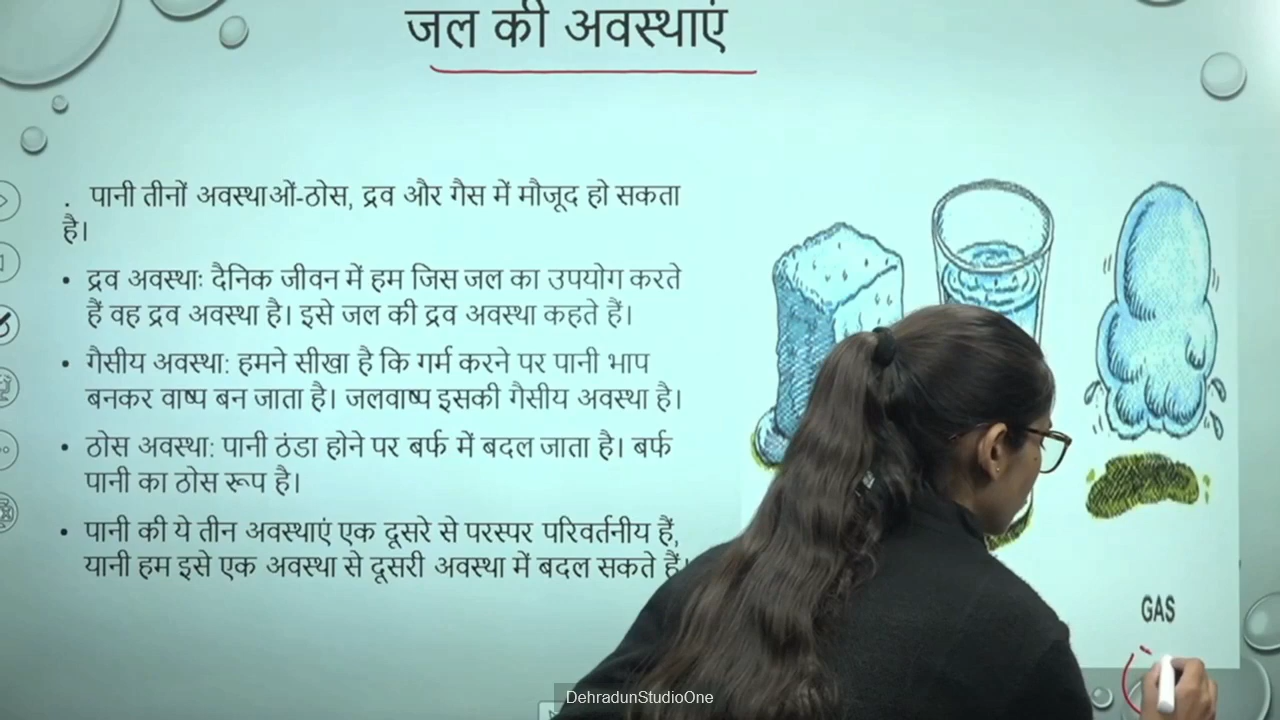 जल की अवस्थाएं
. पानी तीनों अवस्थाओं-ठोस, द्रव और गैस में मौजूद हो सकता
है।
• द्रव अवस्थाः दैनिक जीवन में हम जिस जल का उपयोग करते
हैं वह द्रव अवस्था है। इसे जल की द्रव अवस्था कहते हैं।
• गैसीय अवस्था: हमने सीखा है कि गर्म करने पर पानी भाप
बनकर वाष्प बन जाता है। जलवाष्प इसकी गैसीय अवस्था है।
• ठोस अवस्था: पानी ठंडा होने पर बर्फ में बदल जाता है। बर्फ
पानी का ठोस रूप है।
• पानी की ये तीन अवस्थाएं एक दूसरे से परस्पर परिवर्तनीय हैं,
यानी हम इसे एक अवस्था से दूसरी अवस्था में बदल सकते हैं।
GAS
DehradunStudioOne